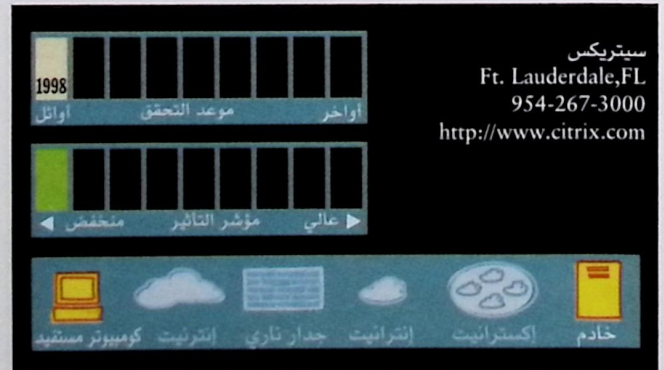 سيتريكس
Ft. Lauderdale,FL
954-267-3000
http://www.citrix.com
1998
أواخر موعد التحقق أوائل
عالي مؤشر التأثير منخفض
خادم إكسترانيت إنترانيت جدار ناري إنترنيت كومبيوتر مستفيد